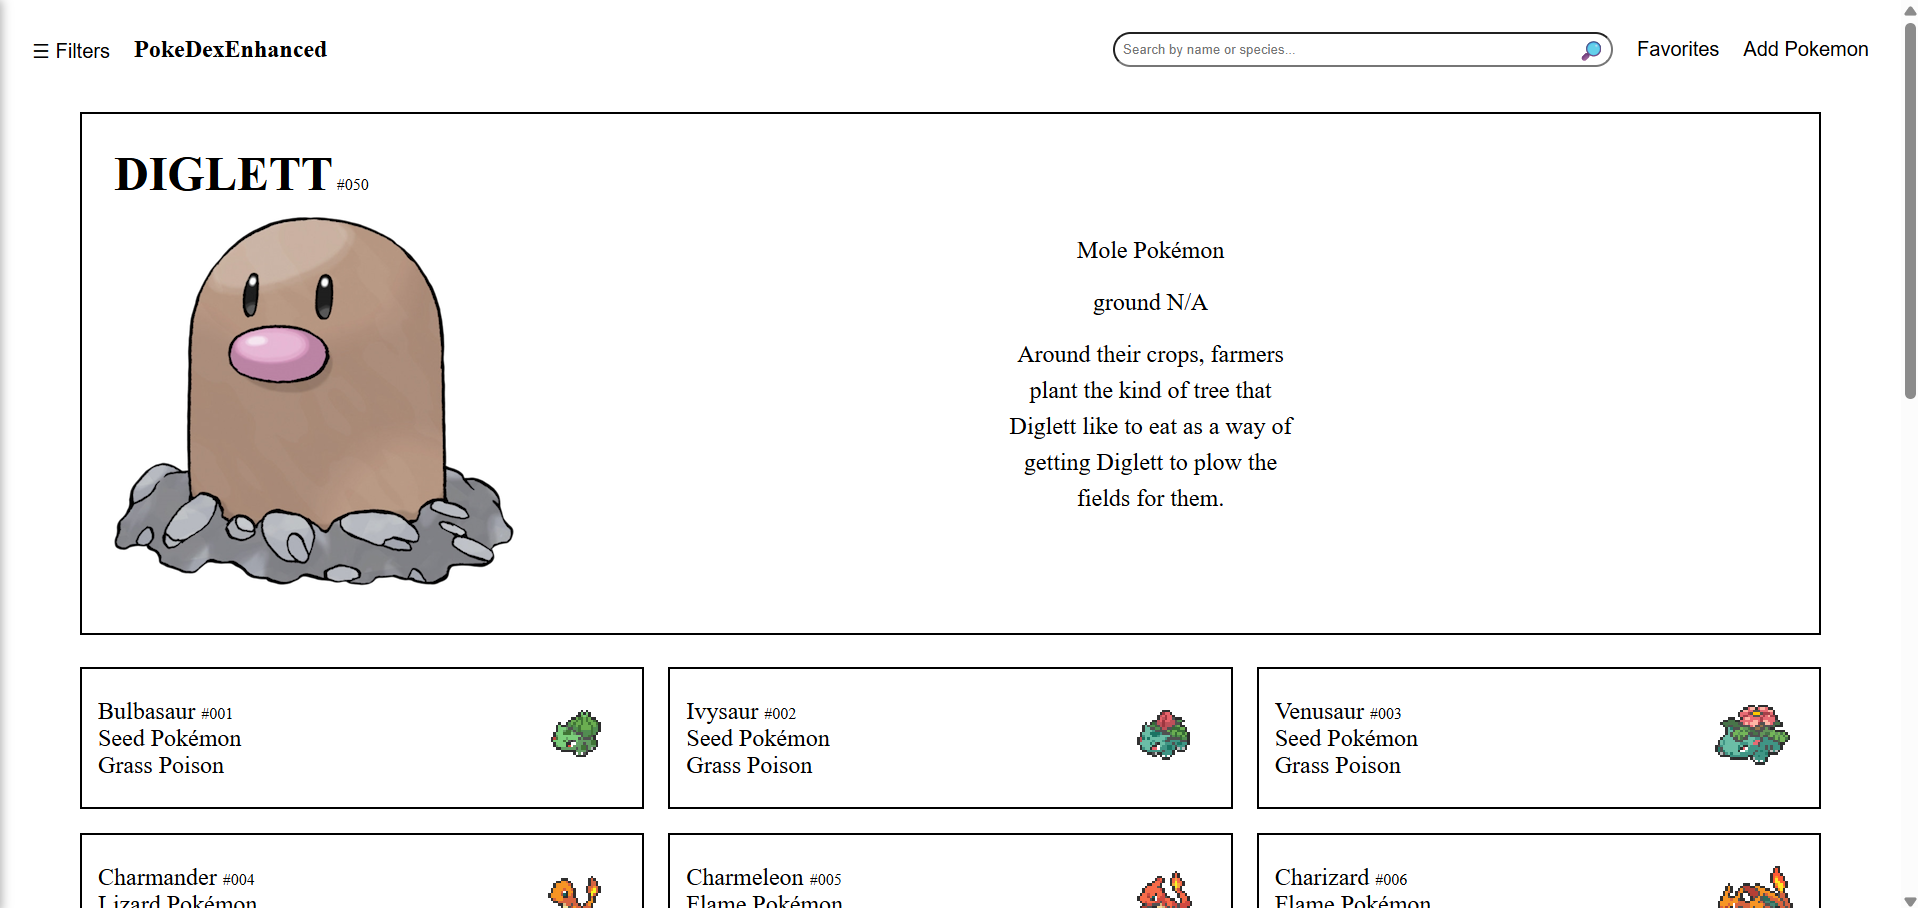 ☰ Filters PokeDexEnhanced Search by name or species... Favorites Add Pokemon
DIGLETT #050
Mole Pokémon
ground N/A
Around their crops, farmers
plant the kind of tree that
Diglett like to eat as a way of
getting Diglett to plow the
fields for them.
Bulbasaur #001
Seed Pokémon
Grass Poison
Ivysaur #002
Seed Pokémon
Grass Poison
Venusaur #003
Seed Pokémon
Grass Poison
Charmander #004
Lizard Pokémon
Charmeleon #005
Flame Pokémon
Charizard #006
Flame Pokémon